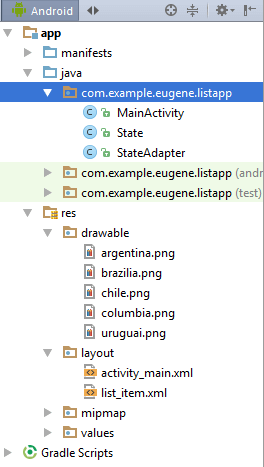 Android
app
manifests
java
com.example.eugene.listapp
MainActivity
State
StateAdapter
com.example.eugene.listapp (andr
com.example.eugene.listapp (test)
res
drawable
argentina.png
brazilia.png
chile.png
columbia.png
uruguai.png
layout
activity_main.xml
list_item.xml
mipmap
values
Gradle Scripts